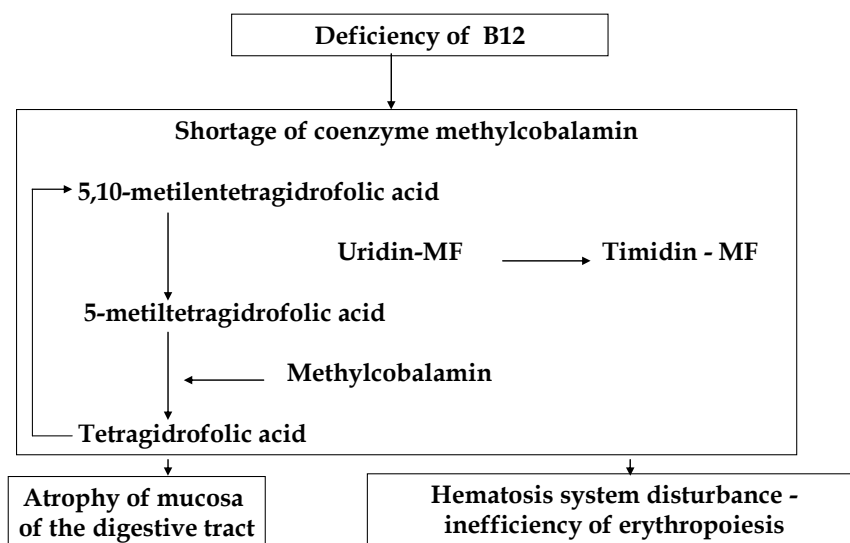 Deficiency of B12
Shortage of coenzyme methylcobalamin
5,10-metilentetragidrofolic acid
Uridin-MF
Timidin - MF
5-metiltetragidrofolic acid
Methylcobalamin
Tetragidrofolic acid
Atrophy of mucosa
of the digestive tract
Hematosis system disturbance -
inefficiency of erythropoiesis